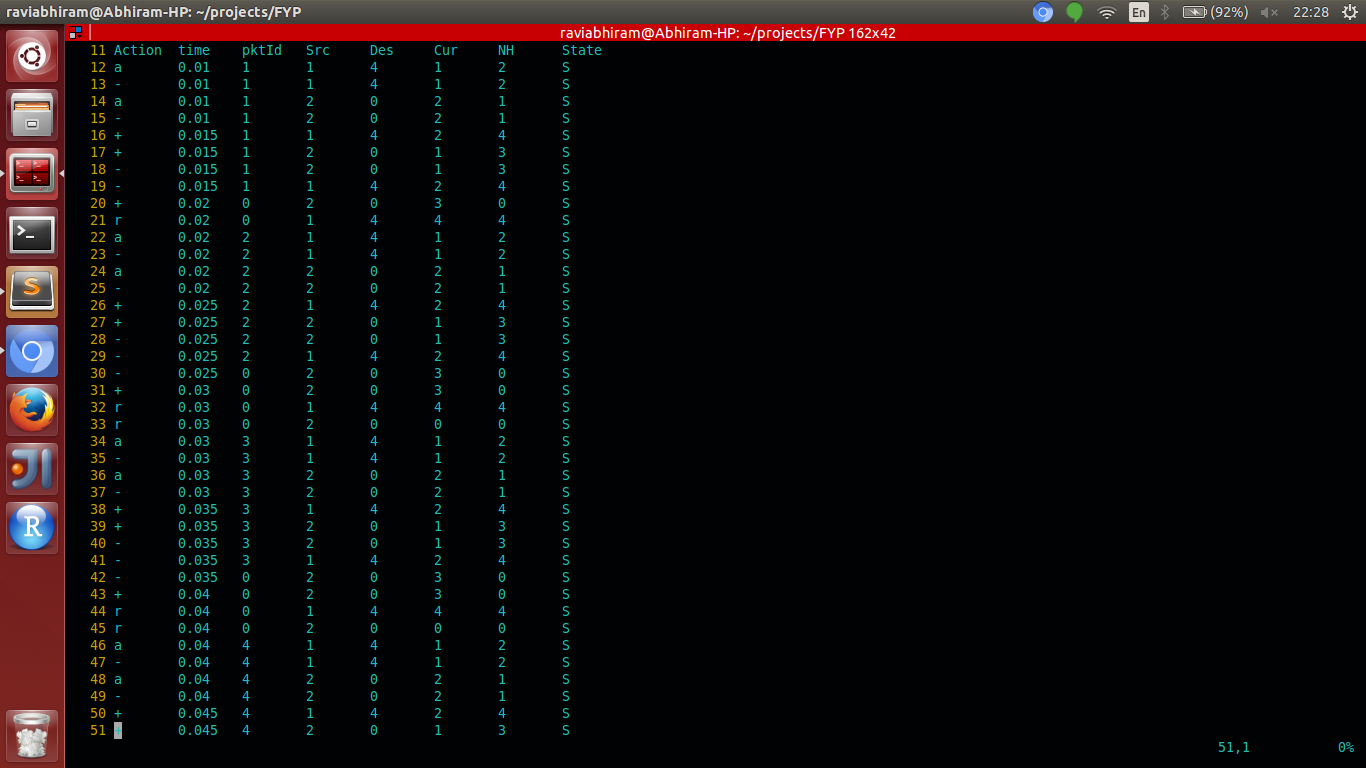 raviabhiram@Abhiram-HP: ~/projects/FYP En (92%) 22:28
raviabhiram@Abhiram-HP: ~/projects/FYP 162x42
11 Action time pktId Src Des Cur NH State
12 a 0.01 1 1 4 1 2 S
13 - 0.01 1 1 4 1 2 S
14 a 0.01 1 2 0 2 1 S
15 - 0.01 1 2 0 2 1 S
16 + 0.015 1 1 4 2 4 S
17 + 0.015 1 2 0 1 3 S
18 - 0.015 1 2 0 1 3 S
19 - 0.015 1 1 4 2 4 S
20 + 0.02 0 2 0 3 0 S
21 r 0.02 0 1 4 4 4 S
22 a 0.02 2 1 4 1 2 S
23 - 0.02 2 1 4 1 2 S
24 a 0.02 2 2 0 2 1 S
25 - 0.02 2 2 0 2 1 S
26 + 0.025 2 1 4 2 4 S
27 + 0.025 2 2 0 1 3 S
28 - 0.025 2 2 0 1 3 S
29 - 0.025 2 1 4 2 4 S
30 - 0.025 0 2 0 3 0 S
31 + 0.03 0 2 0 3 0 S
32 r 0.03 0 1 4 4 4 S
33 r 0.03 0 2 0 0 0 S
34 a 0.03 3 1 4 1 2 S
35 - 0.03 3 1 4 1 2 S
36 a 0.03 3 2 0 2 1 S
37 - 0.03 3 2 0 2 1 S
38 + 0.035 3 1 4 2 4 S
39 + 0.035 3 2 0 1 3 S
40 - 0.035 3 2 0 1 3 S
41 - 0.035 3 1 4 2 4 S
42 - 0.035 0 2 0 3 0 S
43 + 0.04 0 2 0 3 0 S
44 r 0.04 0 1 4 4 4 S
45 r 0.04 0 2 0 0 0 S
46 a 0.04 4 1 4 1 2 S
47 - 0.04 4 1 4 1 2 S
48 a 0.04 4 2 0 2 1 S
49 - 0.04 4 2 0 2 1 S
50 + 0.045 4 1 4 2 4 S
51 + 0.045 4 2 0 1 3 S
51,1 0%